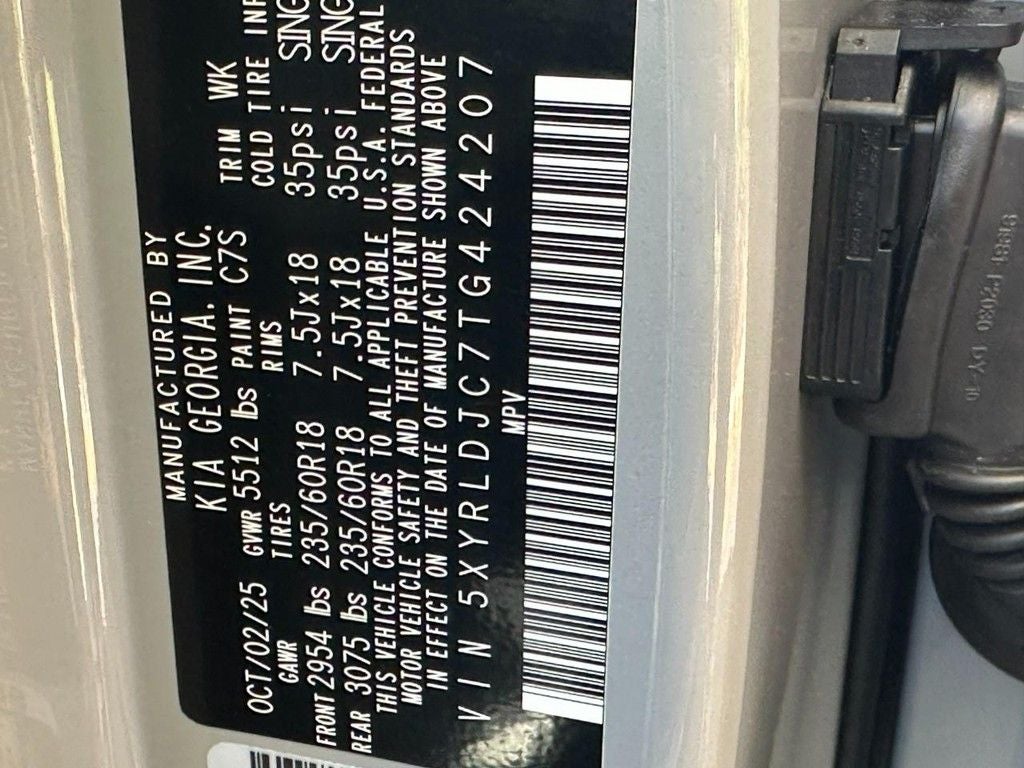 MANUFACTURED BY
KIA GEORGIA, INC.
OCT/02/25 GVWR 5512 lbs PAINT C7S TRIM WK
GAWR TIRES RIMS COLD TIRE INF
FRONT 2954 lbs 235/60R18 7.5Jx18 35psi SING
REAR 3075 lbs 235/60R18 7.5Jx18 35psi SING
THIS VEHICLE CONFORMS TO ALL APPLICABLE U.S.A. FEDERAL
MOTOR VEHICLE SAFETY AND THEFT PREVENTION STANDARDS
IN EFFECT ON THE DATE OF MANUFACTURE SHOWN ABOVE
VIN 5XYRLDJC7TG424207
MPV